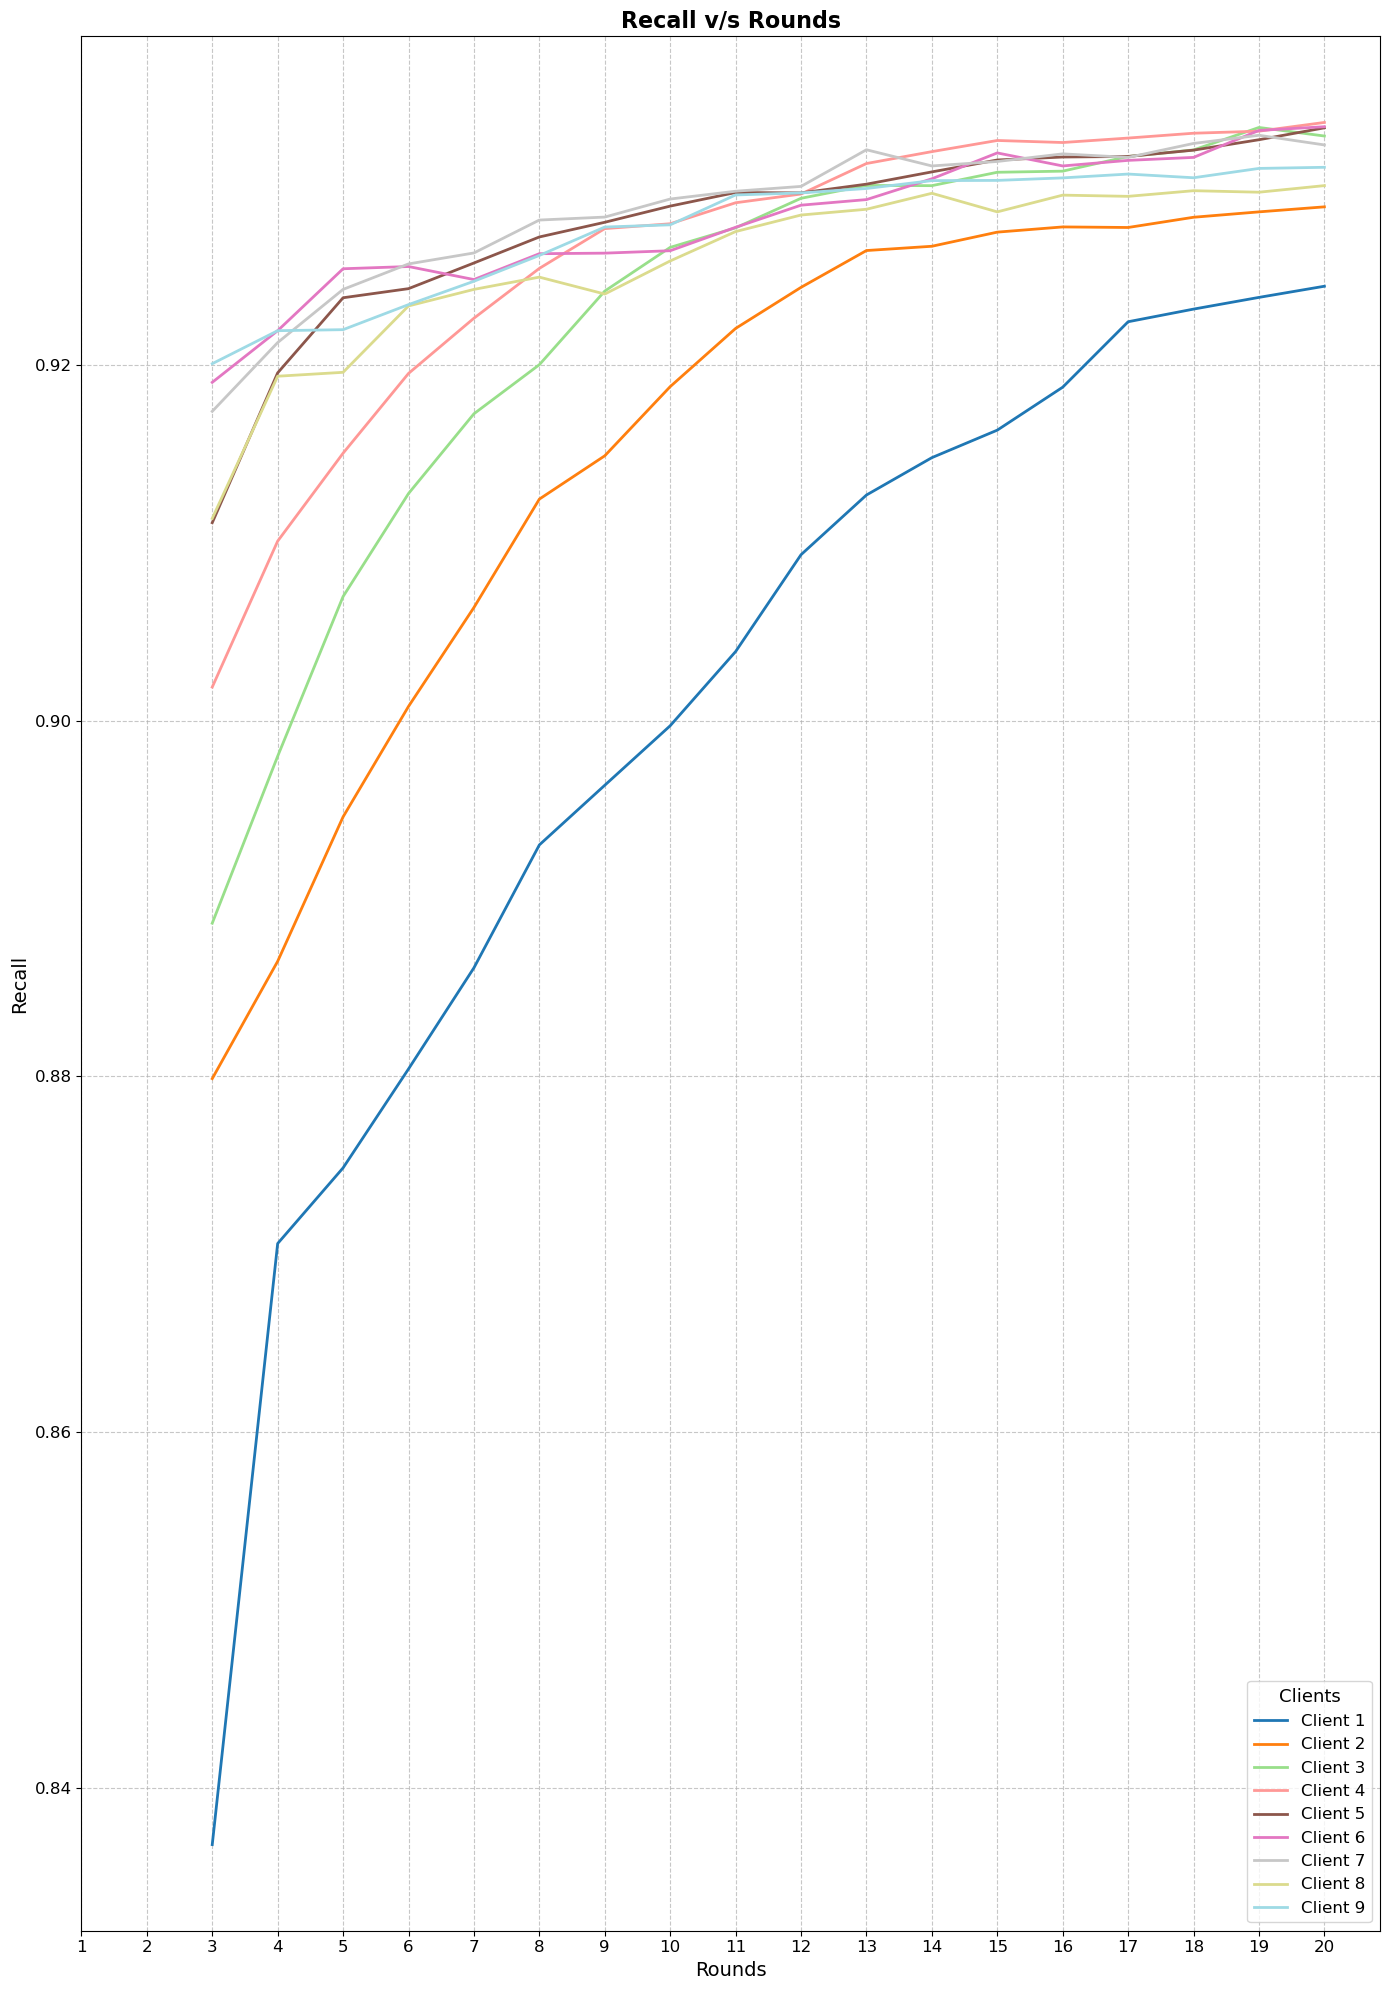 Recall v/s Rounds
Recall
0.92
0.90
0.88
0.86
0.84
Clients
Client 1
Client 2
Client 3
Client 4
Client 5
Client 6
Client 7
Client 8
Client 9
1 2 3 4 5 6 7 8 9 10 11 12 13 14 15 16 17 18 19 20
Rounds